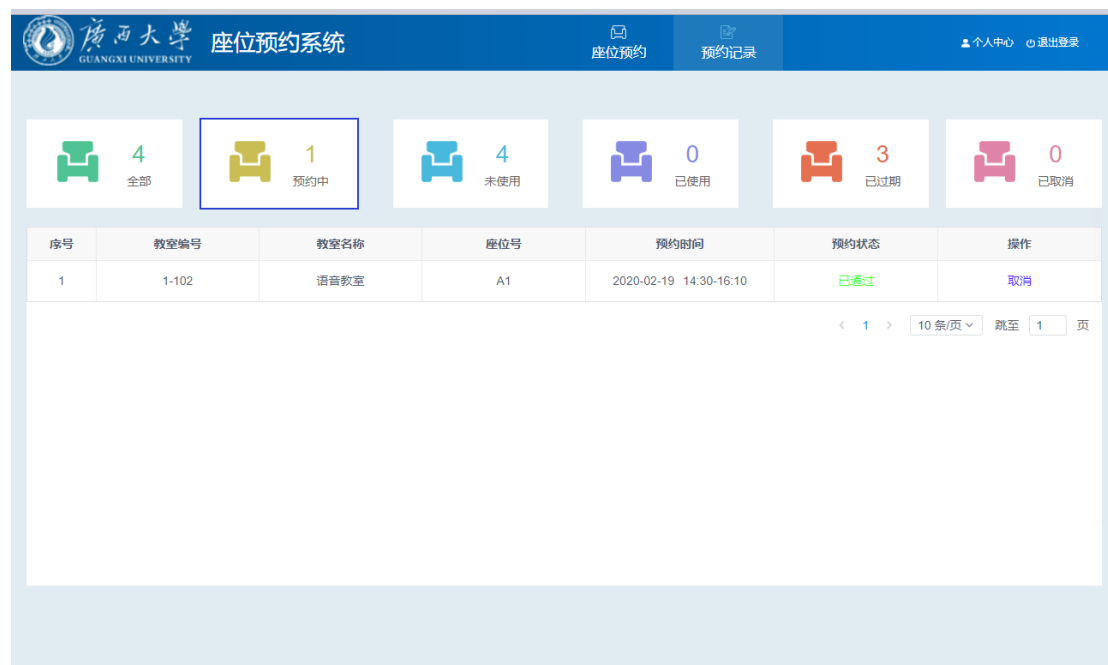 廣西大學
GUANGXI UNIVERSITY
座位预约系统
座位预约
预约记录
个人中心
退出登录
4
全部
1
预约中
4
未使用
0
已使用
3
已过期
0
已取消
序号 教室编号 教室名称 座位号 预约时间 预约状态 操作
1 1-102 语音教室 A1 2020-02-19 14:30-16:10 已通过 取消
< 1 > 10 条/页 跳至 1 页